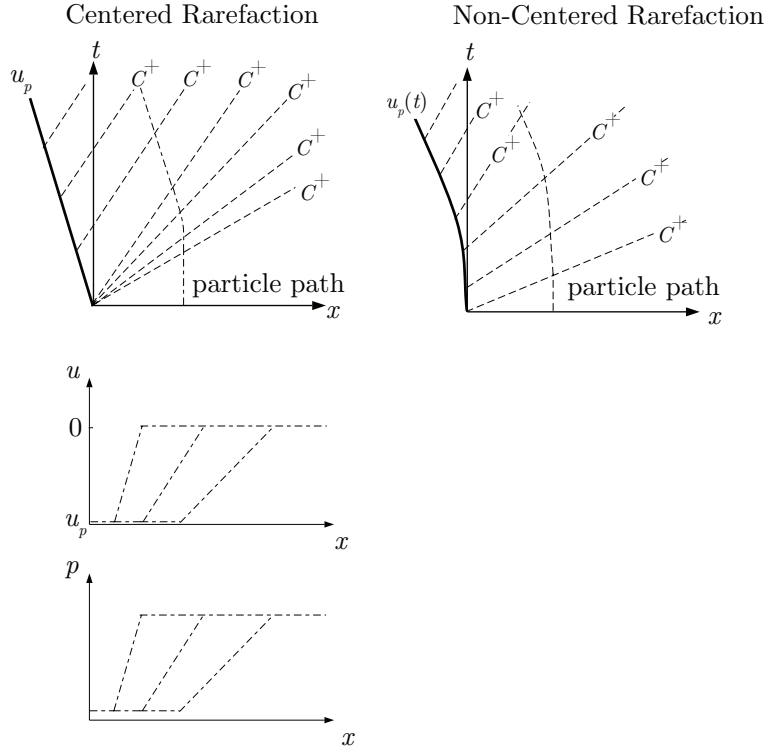 Centered Rarefaction
Non-Centered Rarefaction
t
u_p
C^+ C^+ C^+
C^+
C^+
C^+
particle path
x
t
u_p(t)
C^+
C^+
C^+
C^+
C^+
particle path
x
u
0
u_p
x
p
x